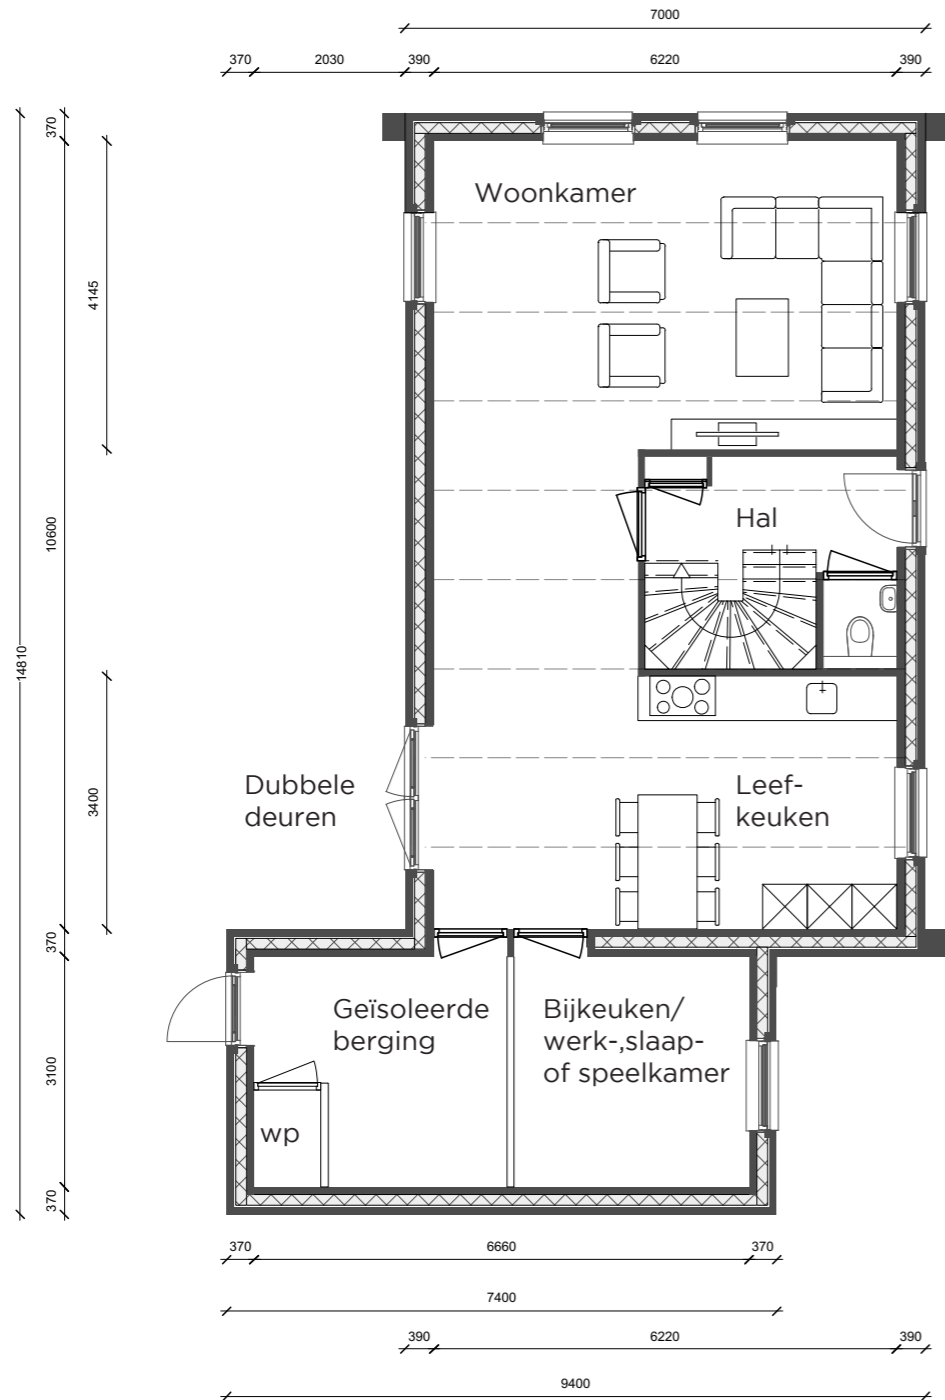 7000
370 2030 390 6220 390
370
Woonkamer
4145
10600
Hal
14810
3400
Dubbele
deuren
Leef-
keuken
370
Geïsoleerde
berging
Bijkeuken/
werk-,slaap-
of speelkamer
3100
wp
370
370 6660 370
7400
390 6220 390
9400